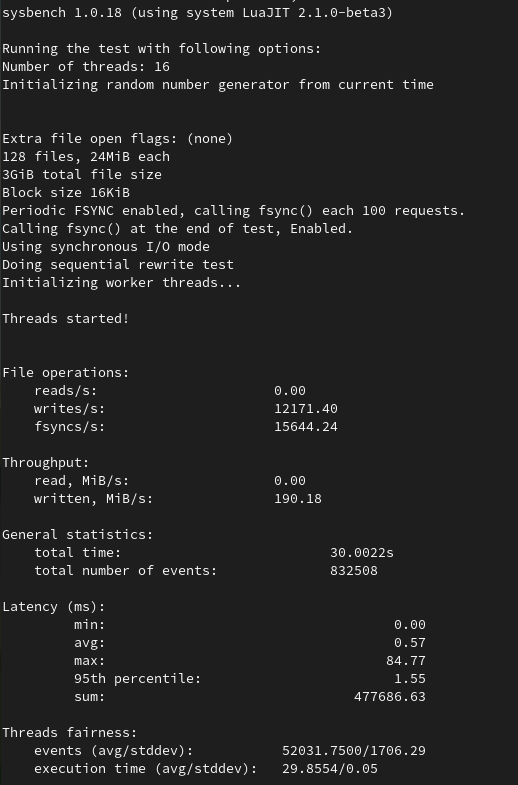 sysbench 1.0.18 (using system LuaJIT 2.1.0-beta3)
Running the test with following options:
Number of threads: 16
Initializing random number generator from current time
Extra file open flags: (none)
128 files, 24MiB each
3GiB total file size
Block size 16KiB
Periodic FSYNC enabled, calling fsync() each 100 requests.
Calling fsync() at the end of test, Enabled.
Using synchronous I/O mode
Doing sequential rewrite test
Initializing worker threads...
Threads started!
File operations:
reads/s: 0.00
writes/s: 12171.40
fsyncs/s: 15644.24
Throughput:
read, MiB/s: 0.00
written, MiB/s: 190.18
General statistics:
total time: 30.0022s
total number of events: 832508
Latency (ms):
min: 0.00
avg: 0.57
max: 84.77
95th percentile: 1.55
sum: 477686.63
Threads fairness:
events (avg/stddev): 52031.7500/1706.29
execution time (avg/stddev): 29.8554/0.05